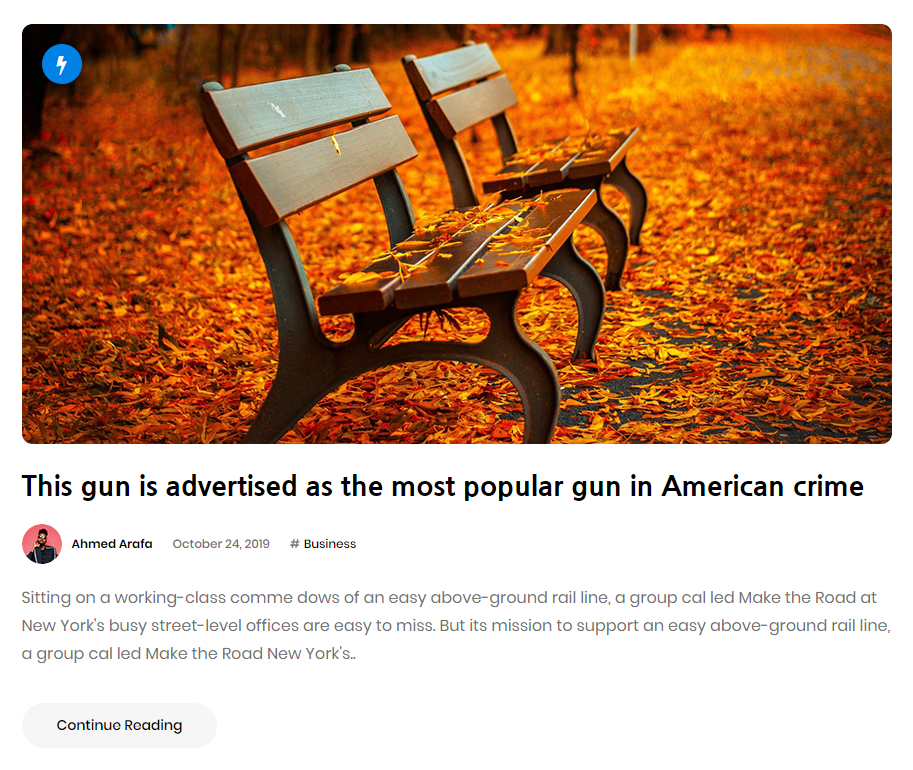 This gun is advertised as the most popular gun in American crime
Ahmed Arafa October 24, 2019 # Business
Sitting on a working-class comme dows of an easy above-ground rail line, a group cal led Make the Road at
New York's busy street-level offices are easy to miss. But its mission to support an easy above-ground rail line,
a group cal led Make the Road New York's..
Continue Reading